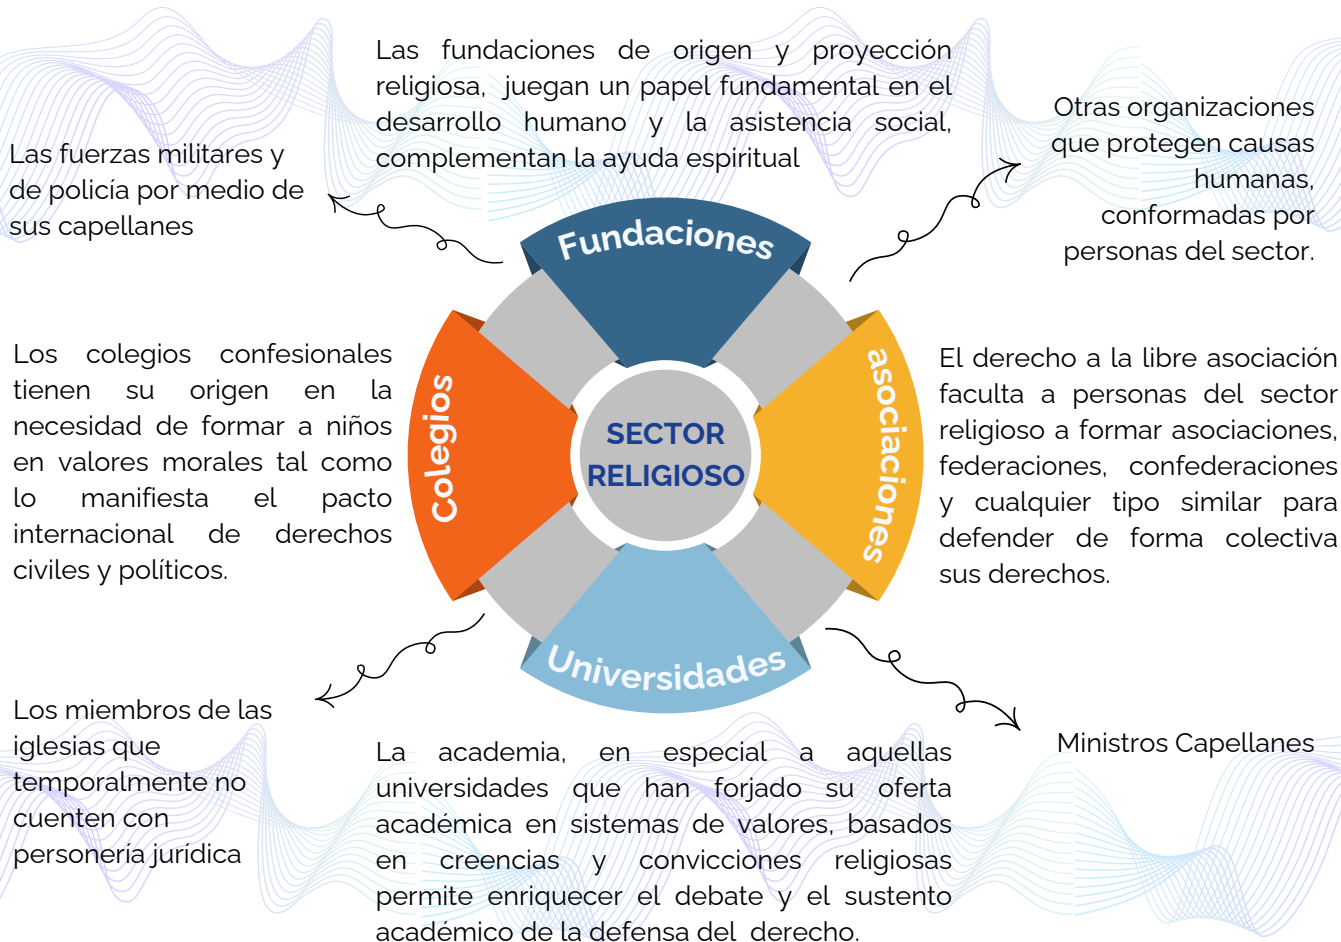 Las fundaciones de origen y proyección
religiosa, juegan un papel fundamental en el
desarrollo humano y la asistencia social,
complementan la ayuda espiritual
Las fuerzas militares y
de policía por medio de
sus capellanes
Otras organizaciones
que protegen causas
humanas,
conformadas por
personas del sector.
Fundaciones
Los colegios confesionales
tienen su origen en la
necesidad de formar a niños
en valores morales tal como
lo manifiesta el pacto
internacional de derechos
civiles y políticos.
Colegios
SECTOR
RELIGIOSO
asociaciones
El derecho a la libre asociación
faculta a personas del sector
religioso a formar asociaciones,
federaciones, confederaciones
y cualquier tipo similar para
defender de forma colectiva
sus derechos.
Universidades
Los miembros de las
iglesias que
temporalmente no
cuenten con
personería jurídica
La academia, en especial a aquellas
universidades que han forjado su oferta
académica en sistemas de valores, basados
en creencias y convicciones religiosas
permite enriquecer el debate y el sustento
académico de la defensa del derecho.
Ministros Capellanes